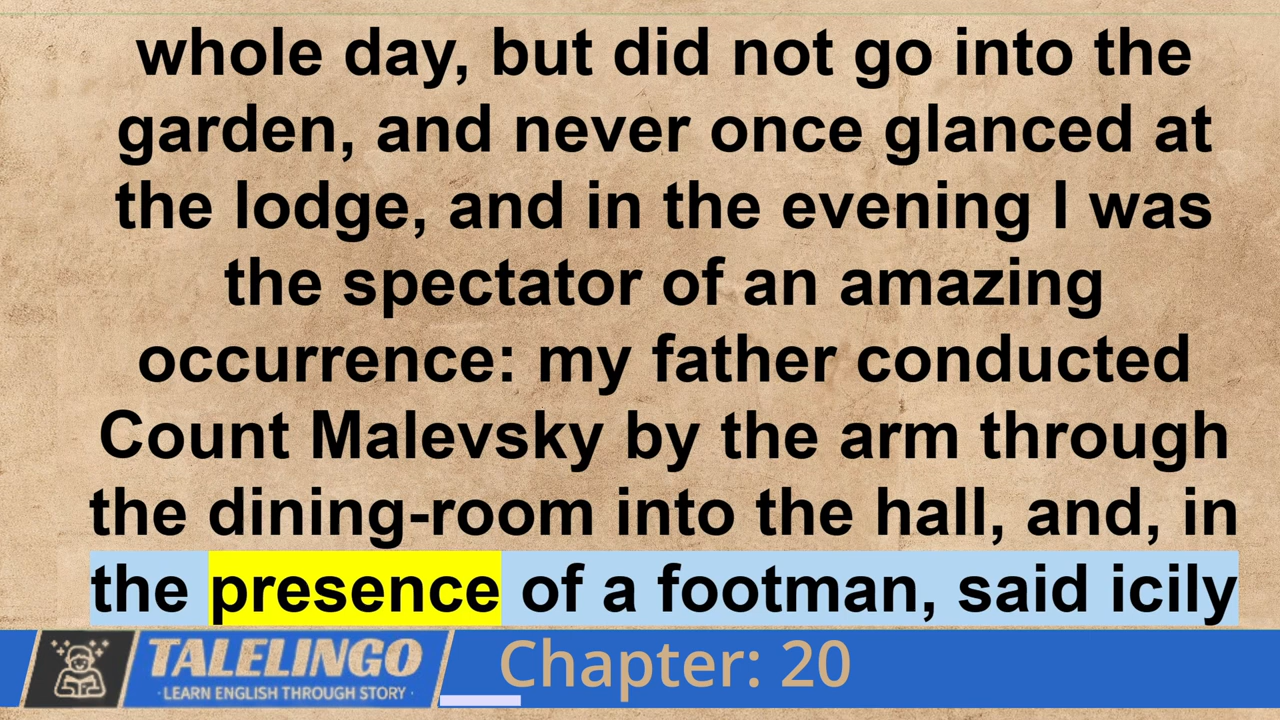 whole day, but did not go into the
garden, and never once glanced at
the lodge, and in the evening I was
the spectator of an amazing
occurrence: my father conducted
Count Malevsky by the arm through
the dining-room into the hall, and, in
the presence of a footman, said icily
TALELINGO
·LEARN ENGLISH THROUGH STORY·
Chapter: 20